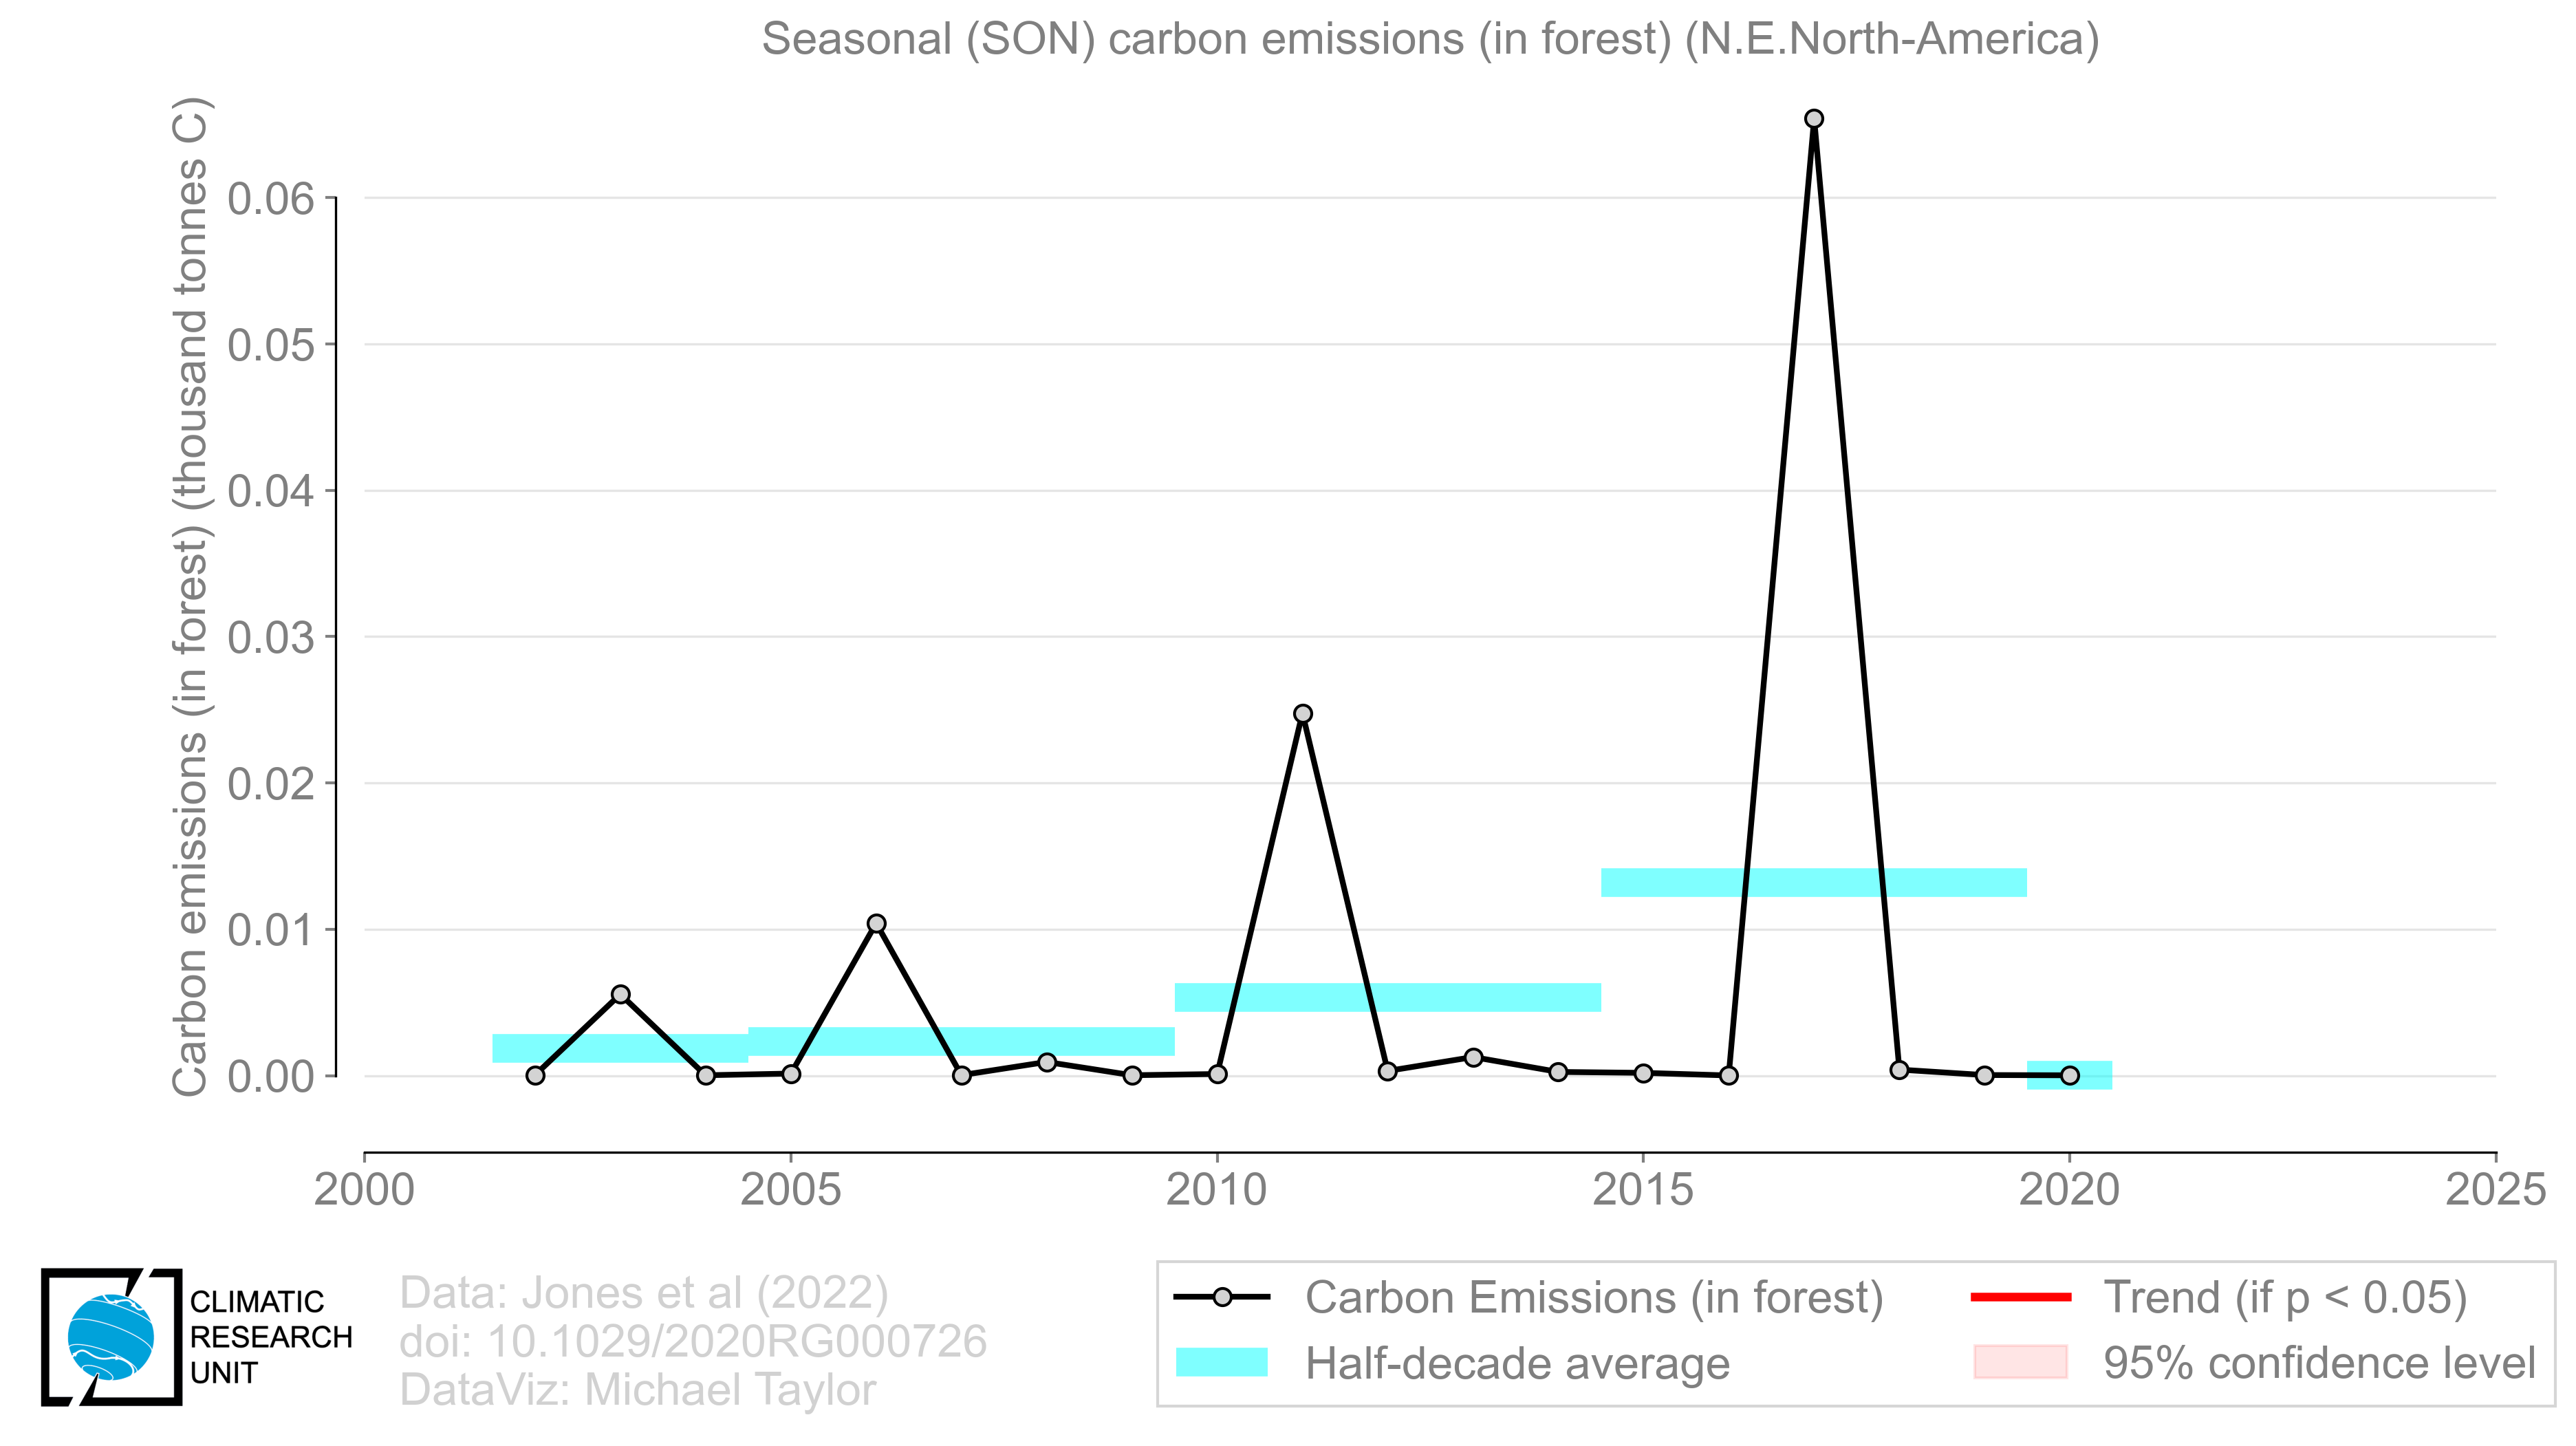 Seasonal (SON) carbon emissions (in forest) (N.E.North-America)
Carbon emissions (in forest) (thousand tonnes C)
0.06
0.05
0.04
0.03
0.02
0.01
0.00
2000 2005 2010 2015 2020 2025
CLIMATIC
RESEARCH
UNIT
Data: Jones et al (2022)
doi: 10.1029/2020RG000726
DataViz: Michael Taylor
Carbon Emissions (in forest)
Half-decade average
Trend (if p < 0.05)
95% confidence level